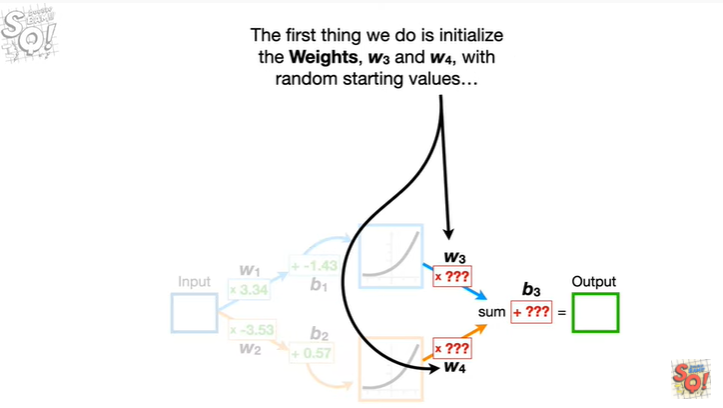 The first thing we do is initialize
the Weights, w3 and w4, with
random starting values…
w3
x ???
Input
w1
x 3.34
+ -1.43
b1
b3
Output
sum
+ ???
=
x -3.53
w2
b2
+ 0.57
x ???
w4
SQ!